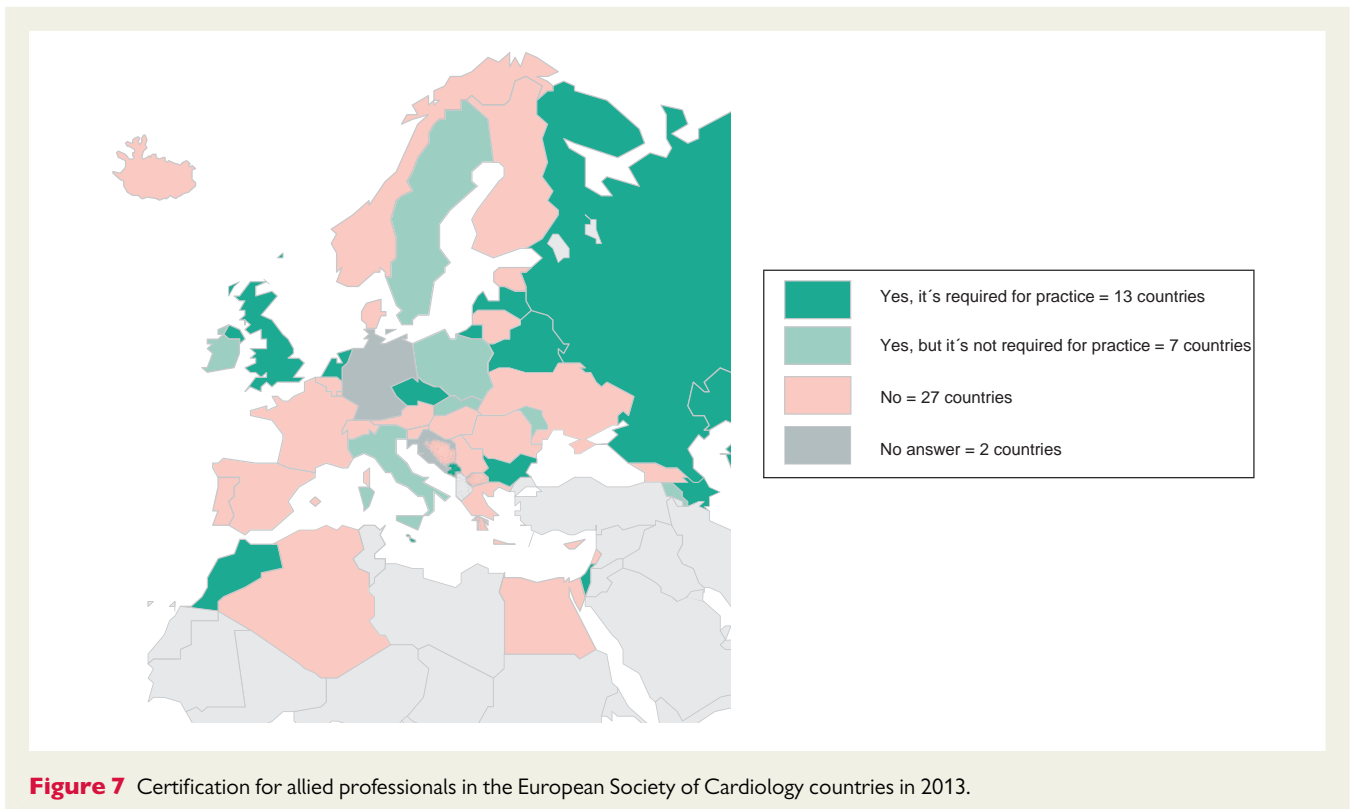 Yes, it´s required for practice = 13 countries
Yes, but it´s not required for practice = 7 countries
No = 27 countries
No answer = 2 countries
Figure 7 Certification for allied professionals in the European Society of Cardiology countries in 2013.